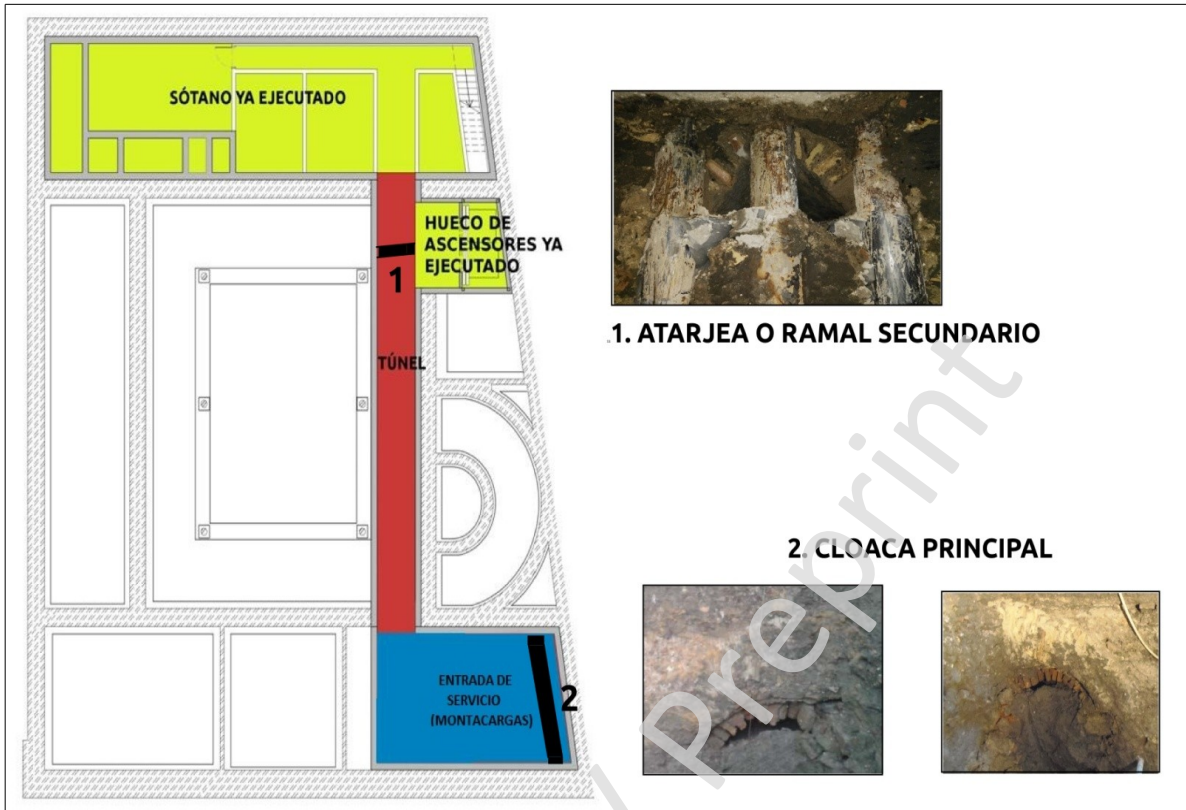 SÓTANO YA EJECUTADO
HUECO DE
ASCENSORES YA
EJECUTADO
1
TÚNEL
ENTRADA DE
SERVICIO
(MONTACARGAS)
2
1. ATARJEA O RAMAL SECUNDARIO
2. CLOACA PRINCIPAL
Preprint